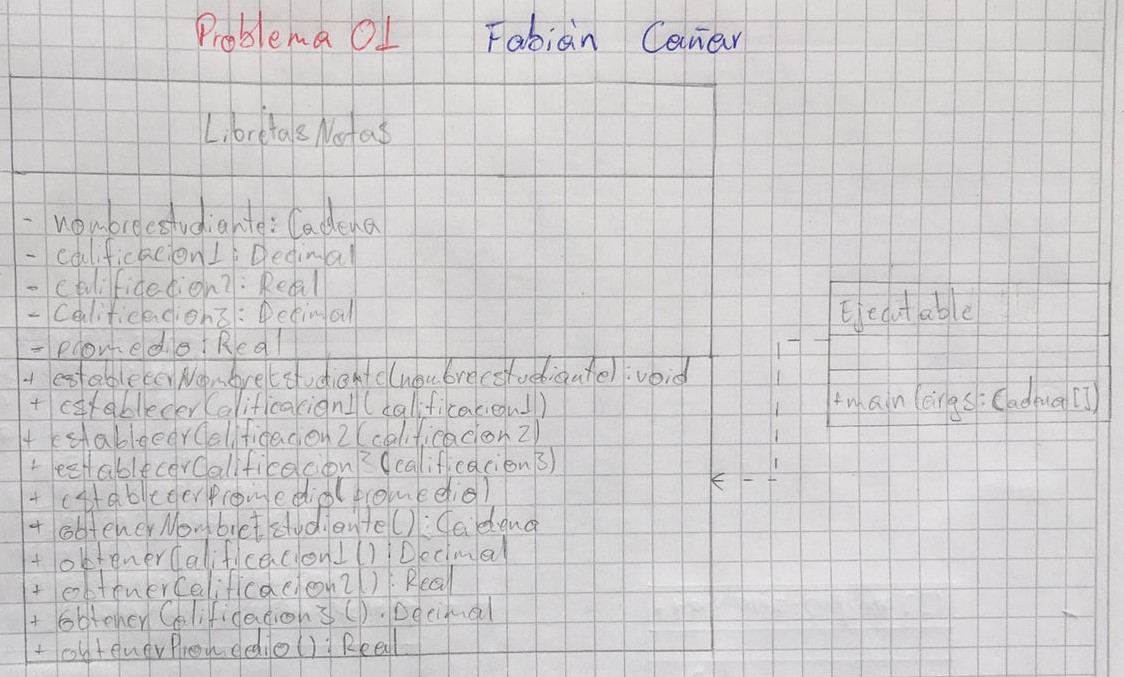 Problema 01 Fabián Cañar
LibretasNotas
- nombreestudiante: Cadena
- calificacion1: Decimal
- calificacion2: Real
- Calificacion3: Decimal
- promedio: Real
+ establecerNombreEstudiante(nombreestudiante): void
+ establecerCalificacion1(calificacion1)
+ establecerCalificacion2(calificacion2)
+ establecerCalificacion3(calificacion3)
+ establecerPromedio(promedio)
+ obtenerNombreEstudiante(): Cadena
+ obtenerCalificacion1(): Decimal
+ obtenerCalificacion2(): Real
+ obtenerCalificacion3(): Decimal
+ obtenerPromedio(): Real
Ejecutable
+main(args: Cadena[])